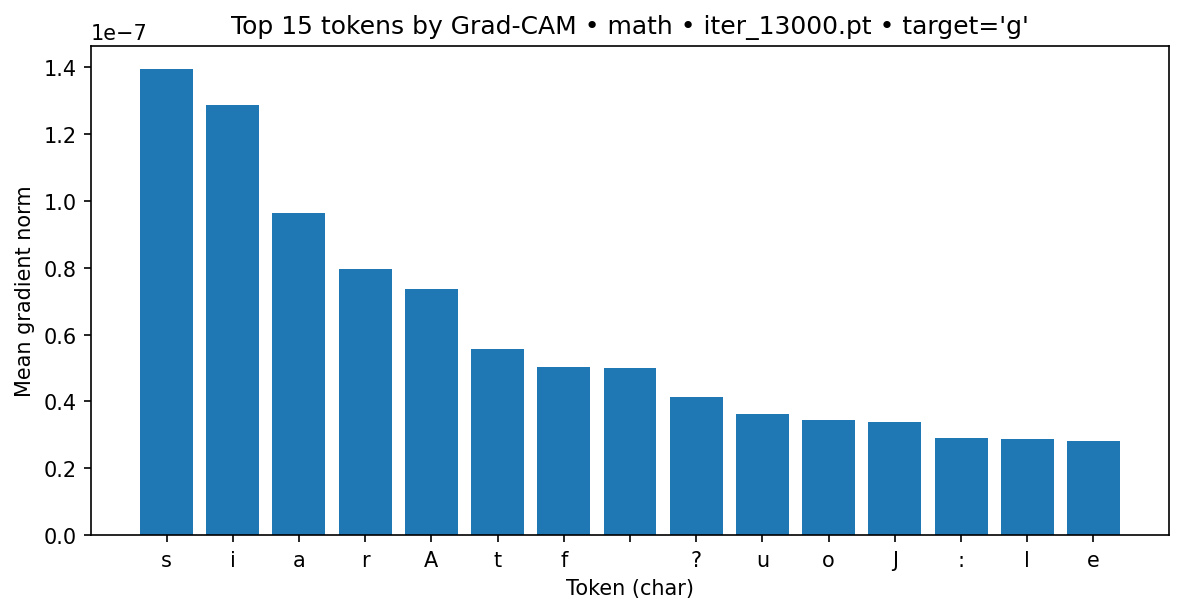 Top 15 tokens by Grad-CAM • math • iter_13000.pt • target='g'
1e−7
1.4
1.2
1.0
0.8
0.6
0.4
0.2
0.0
Mean gradient norm
s i a r A t f ? u o J : l e
Token (char)